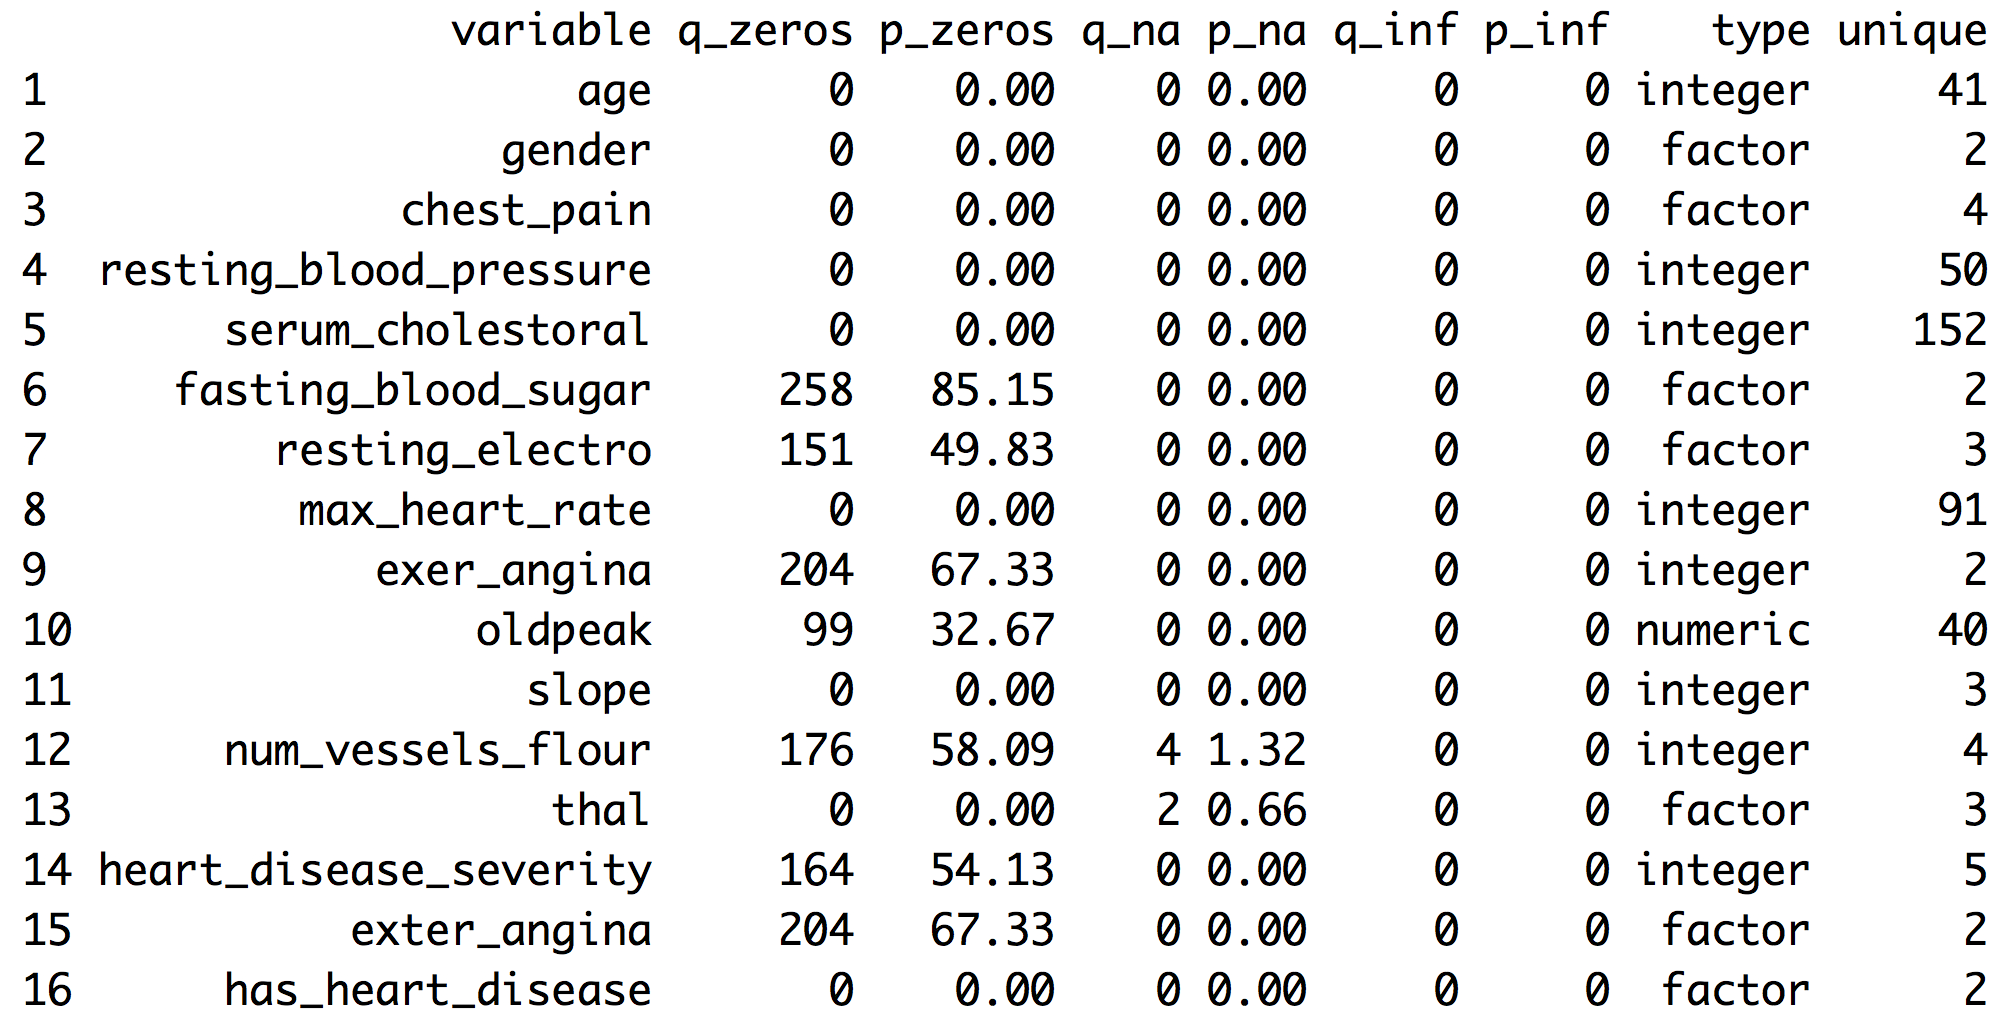 variable q_zeros p_zeros q_na p_na q_inf p_inf type unique
1 age 0 0.00 0 0.00 0 0 integer 41
2 gender 0 0.00 0 0.00 0 0 factor 2
3 chest_pain 0 0.00 0 0.00 0 0 factor 4
4 resting_blood_pressure 0 0.00 0 0.00 0 0 integer 50
5 serum_cholestoral 0 0.00 0 0.00 0 0 integer 152
6 fasting_blood_sugar 258 85.15 0 0.00 0 0 factor 2
7 resting_electro 151 49.83 0 0.00 0 0 factor 3
8 max_heart_rate 0 0.00 0 0.00 0 0 integer 91
9 exer_angina 204 67.33 0 0.00 0 0 integer 2
10 oldpeak 99 32.67 0 0.00 0 0 numeric 40
11 slope 0 0.00 0 0.00 0 0 integer 3
12 num_vessels_flour 176 58.09 4 1.32 0 0 integer 4
13 thal 0 0.00 2 0.66 0 0 factor 3
14 heart_disease_severity 164 54.13 0 0.00 0 0 integer 5
15 exter_angina 204 67.33 0 0.00 0 0 factor 2
16 has_heart_disease 0 0.00 0 0.00 0 0 factor 2